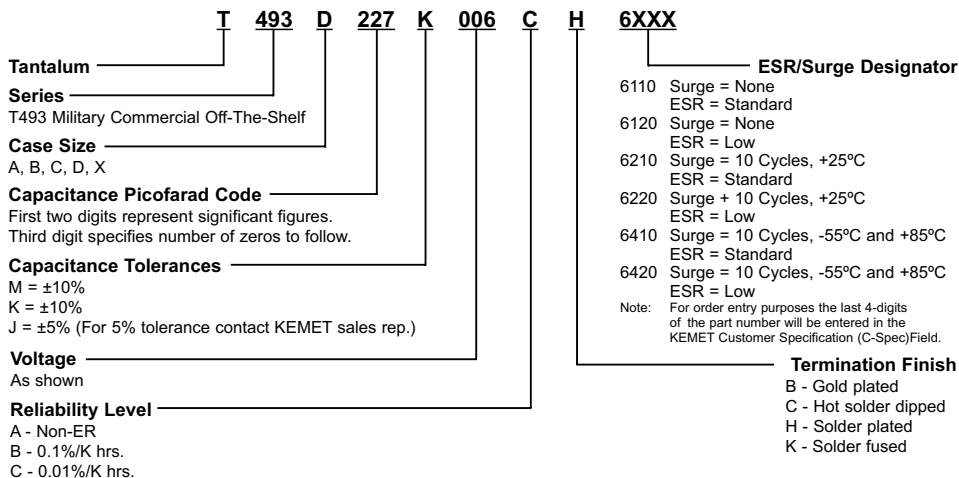 T 493 D 227 K 006 C H 6XXX
Tantalum
Series
T493 Military Commercial Off-The-Shelf
Case Size
A, B, C, D, X
Capacitance Picofarad Code
First two digits represent significant figures.
Third digit specifies number of zeros to follow.
Capacitance Tolerances
M = ±10%
K = ±10%
J = ±5% (For 5% tolerance contact KEMET sales rep.)
Voltage
As shown
Reliability Level
A - Non-ER
B - 0.1%/K hrs.
C - 0.01%/K hrs.
ESR/Surge Designator
6110 Surge = None
ESR = Standard
6120 Surge = None
ESR = Low
6210 Surge = 10 Cycles, +25ºC
ESR = Standard
6220 Surge + 10 Cycles, +25ºC
ESR = Low
6410 Surge = 10 Cycles, -55ºC and +85ºC
ESR = Standard
6420 Surge = 10 Cycles, -55ºC and +85ºC
ESR = Low
Note: For order entry purposes the last 4-digits
of the part number will be entered in the
KEMET Customer Specification (C-Spec)Field.
Termination Finish
B - Gold plated
C - Hot solder dipped
H - Solder plated
K - Solder fused